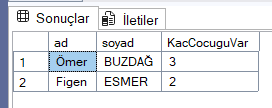 Sonuçlar İletiler
ad soyad KacCocuguVar
1 Ömer BUZDAĞ 3
2 Figen ESMER 2